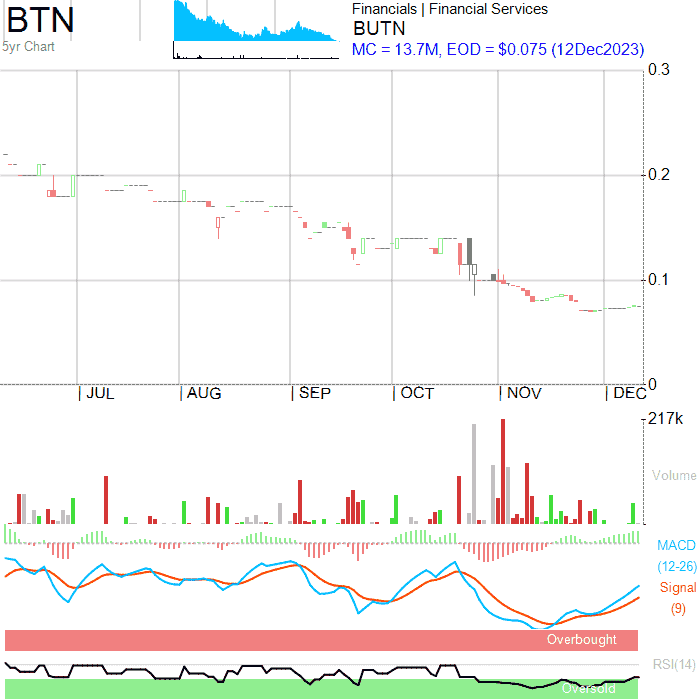 BTN
5yr Chart
Financials | Financial Services
BUTN
MC = 13.7M, EOD = $0.075 (12Dec2023)
0.3
0.2
0.1
0
| JUL | AUG | SEP | OCT | NOV | DEC
217k
Volume
MACD
(12-26)
Signal
(9)
Overbought
RSI(14)
Oversold